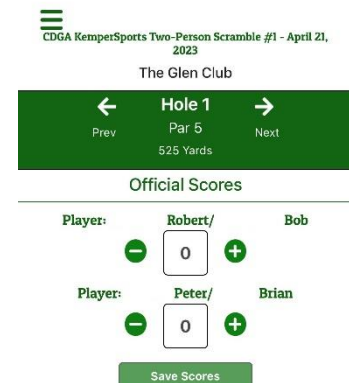 CDGA KemperSports Two-Person Scramble #1 - April 21,
2023
The Glen Club
Hole 1
Prev Par 5 Next
525 Yards
Official Scores
Player: Robert/ Bob
0
Player: Peter/ Brian
0
Save Scores